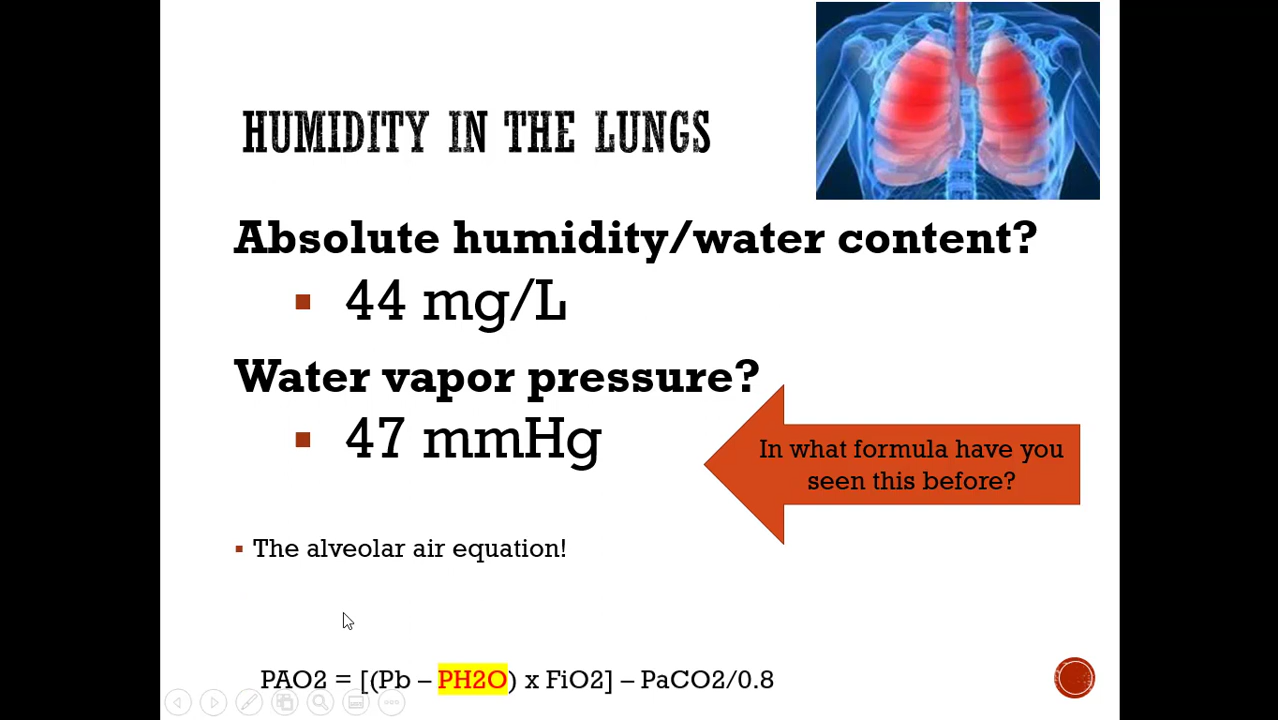 HUMIDITY IN THE LUNGS
Absolute humidity/water content?
▪ 44 mg/L
Water vapor pressure?
▪ 47 mmHg
In what formula have you
seen this before?
▪ The alveolar air equation!
PAO2 = [(Pb – PH2O) x FiO2] – PaCO2/0.8